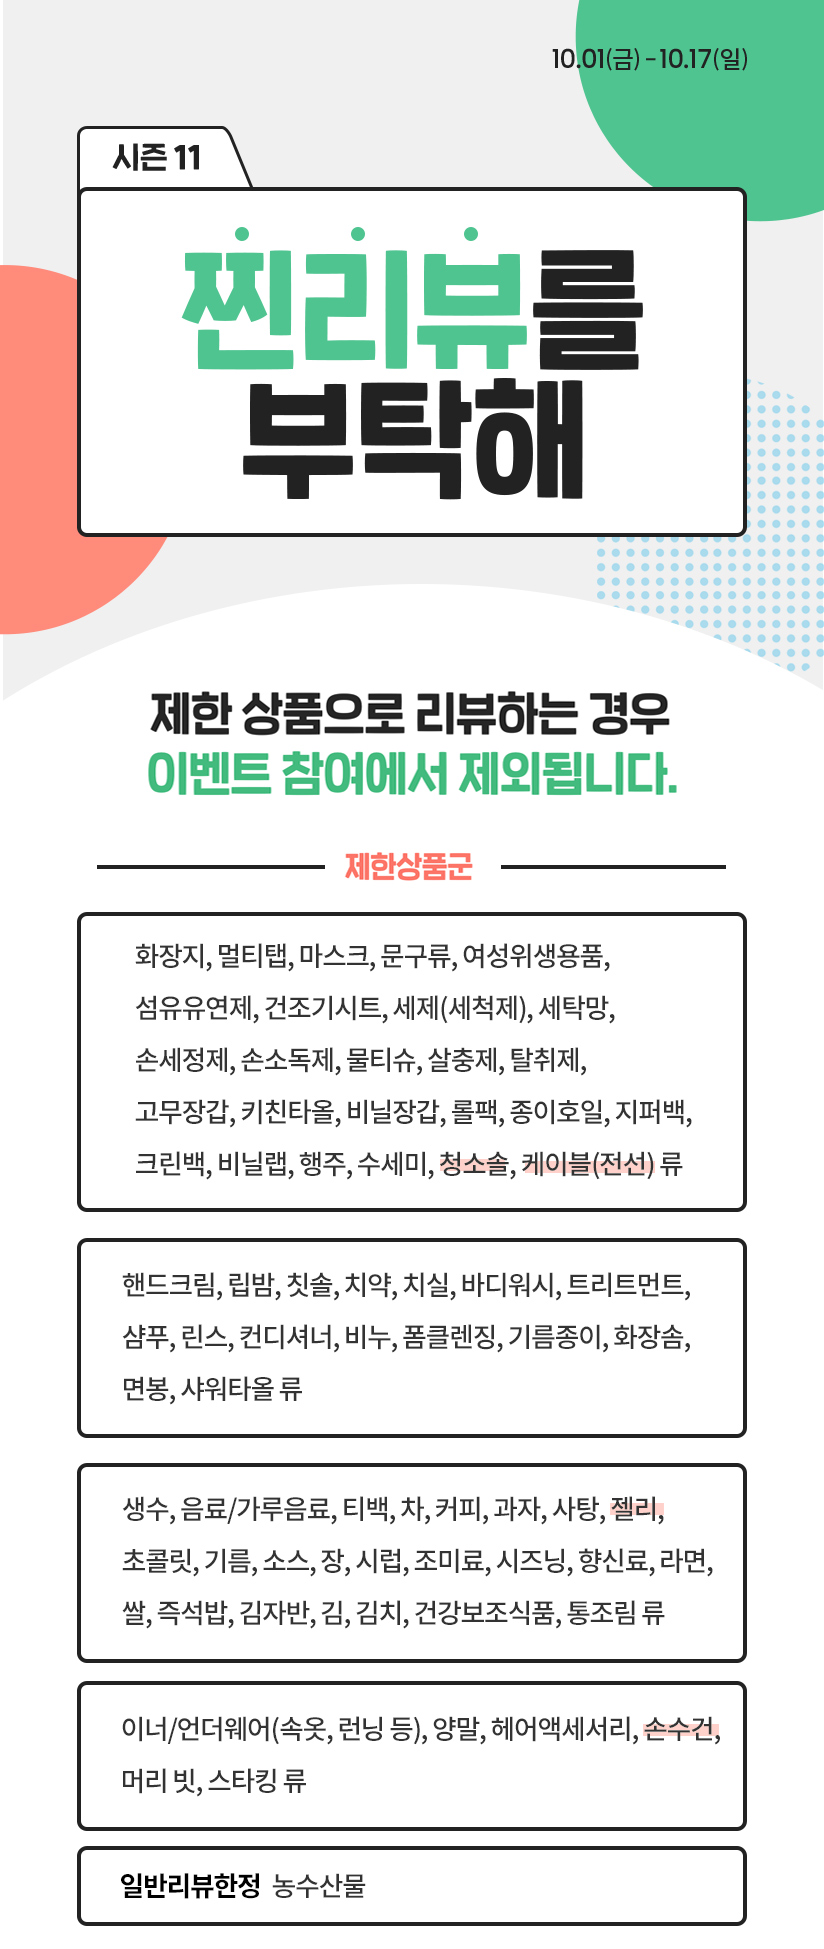 10.01(금) - 10.17(일)
시즌 11
찐리뷰를
부탁해
제한 상품으로 리뷰하는 경우
이벤트 참여에서 제외됩니다.
제한상품군
화장지, 멀티탭, 마스크, 문구류, 여성위생용품,
섬유유연제, 건조기시트, 세제(세척제), 세탁망,
손세정제, 손소독제, 물티슈, 살충제, 탈취제,
고무장갑, 키친타올, 비닐장갑, 롤팩, 종이호일, 지퍼백,
크린백, 비닐랩, 행주, 수세미, 청소솔, 케이블(전선) 류
핸드크림, 립밤, 칫솔, 치약, 치실, 바디워시, 트리트먼트,
샴푸, 린스, 컨디셔너, 비누, 폼클렌징, 기름종이, 화장솜,
면봉, 샤워타올 류
생수, 음료/가루음료, 티백, 차, 커피, 과자, 사탕, 젤리,
초콜릿, 기름, 소스, 장, 시럽, 조미료, 시즈닝, 향신료, 라면,
쌀, 즉석밥, 김자반, 김, 김치, 건강보조식품, 통조림 류
이너/언더웨어(속옷, 런닝 등), 양말, 헤어액세서리, 손수건,
머리 빗, 스타킹 류
일반리뷰한정 농수산물